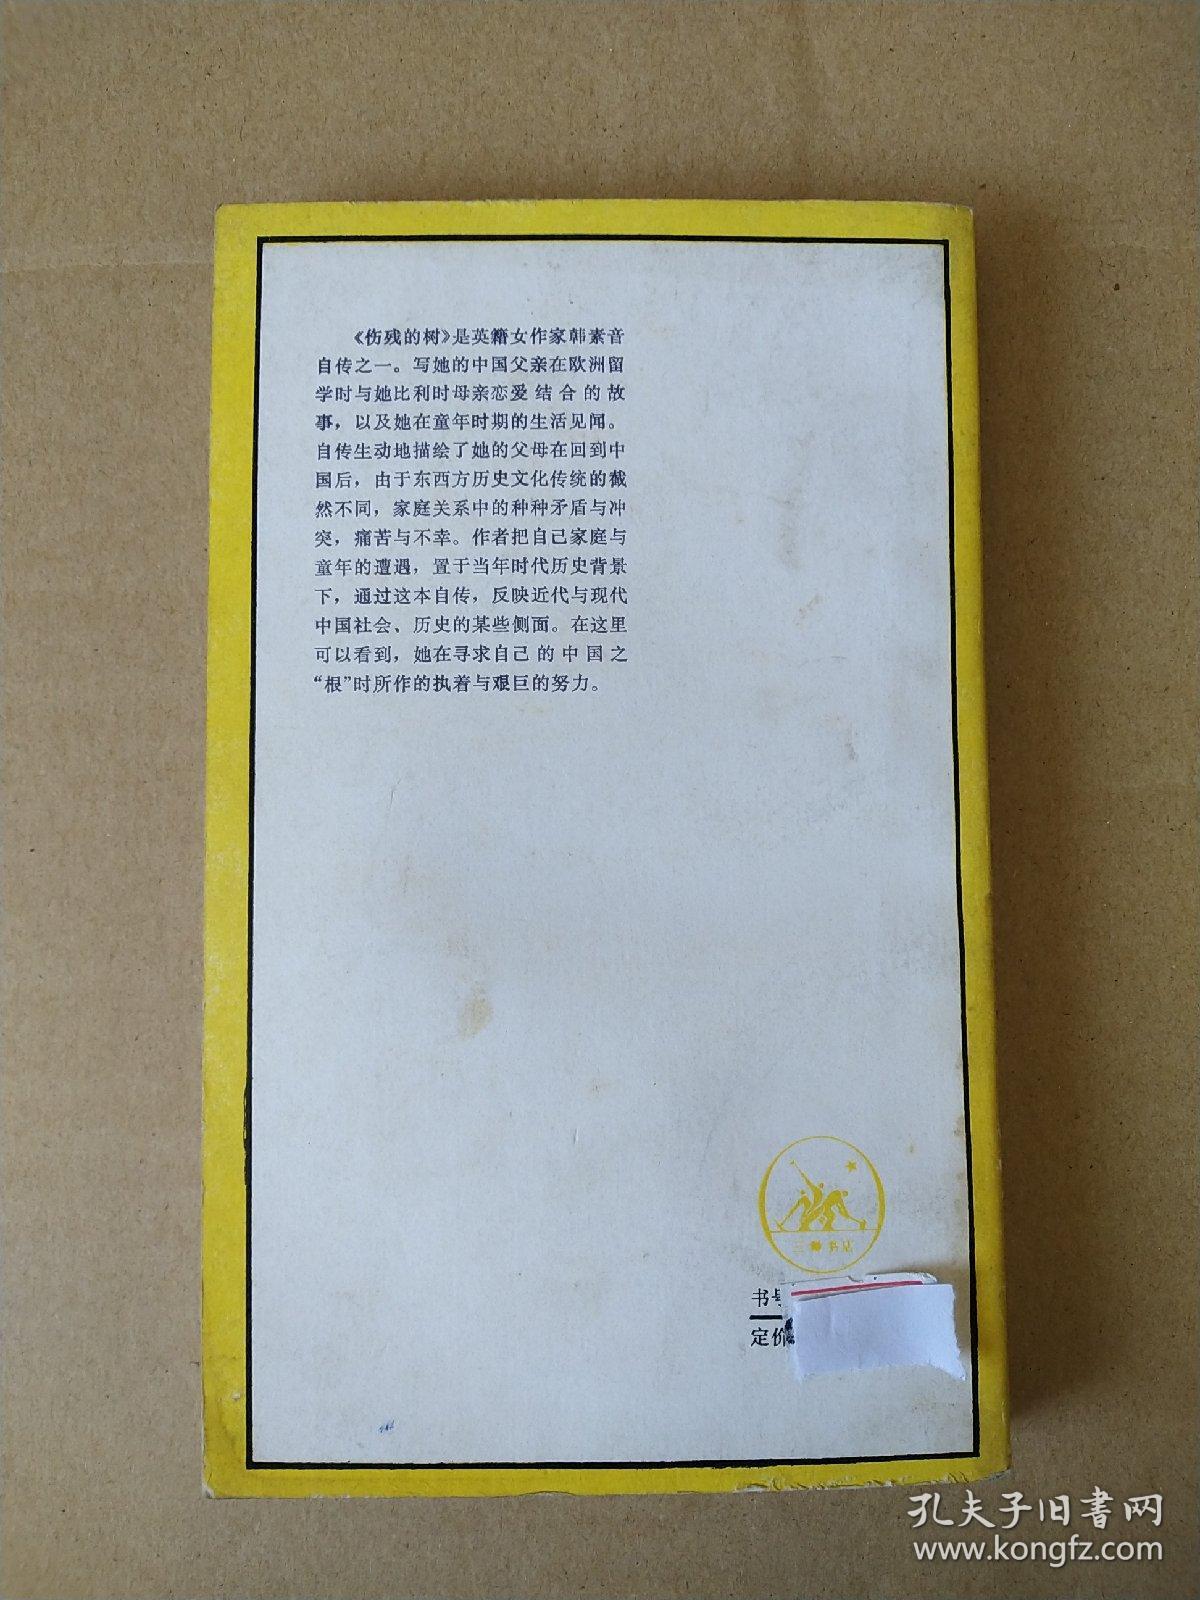 《伤残的树》是英籍女作家韩素音
自传之一。写她的中国父亲在欧洲留
学时与她比利时母亲恋爱结合的故
事，以及她在童年时期的生活见闻。
自传生动地描绘了她的父母在回到中
国后，由于东西方历史文化传统的截
然不同，家庭关系中的种种矛盾与冲
突，痛苦与不幸。作者把自己家庭与
童年的遭遇，置于当年时代历史背景
下，通过这本自传，反映近代与现代
中国社会、历史的某些侧面。在这里
可以看到，她在寻求自己的中国之
“根”时所作的执着与艰巨的努力。
三联书店
书号
定价
孔夫子旧書网
www.kongfz.com